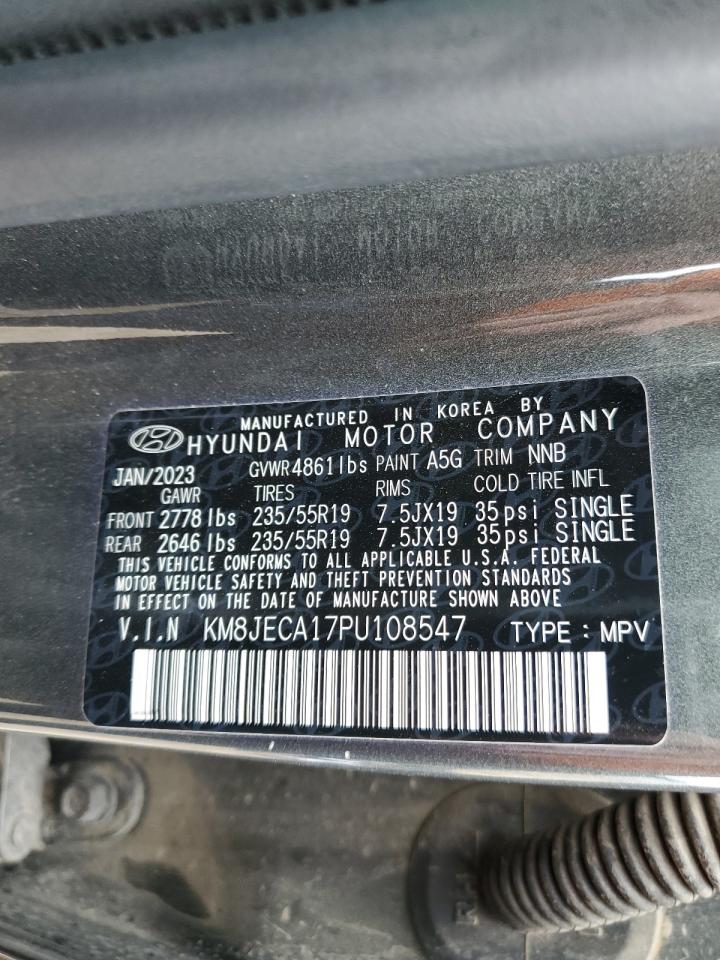 MANUFACTURED IN KOREA BY
HYUNDAI MOTOR COMPANY
JAN/2023 GVWR 4861lbs PAINT A5G TRIM NNB
GAWR TIRES RIMS COLD TIRE INFL
FRONT 2778 lbs 235/55R19 7.5JX19 35psi SINGLE
REAR 2646 lbs 235/55R19 7.5JX19 35psi SINGLE
THIS VEHICLE CONFORMS TO ALL APPLICABLE U.S.A. FEDERAL
MOTOR VEHICLE SAFETY AND THEFT PREVENTION STANDARDS
IN EFFECT ON THE DATE OF MANUFACTURE SHOWN ABOVE
V.I.N KM8JECA17PU108547 TYPE : MPV
RH